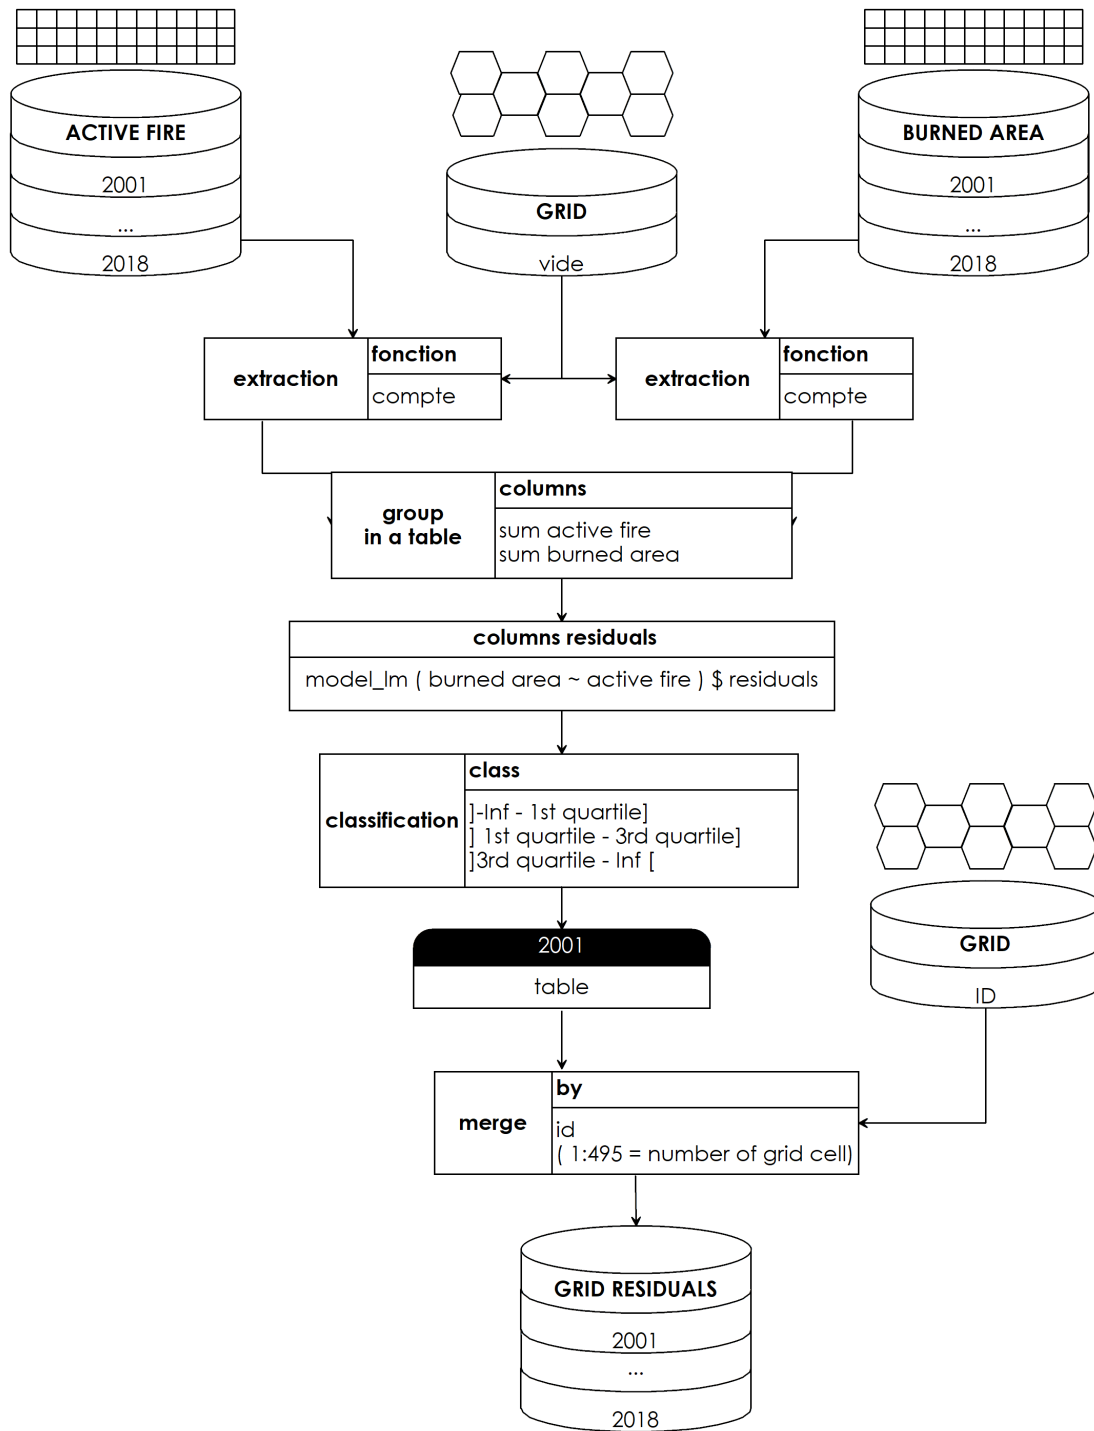 ACTIVE FIRE
2001
...
2018
GRID
vide
BURNED AREA
2001
...
2018
extraction
fonction
compte
extraction
fonction
compte
group
in a table
columns
sum active fire
sum burned area
columns residuals
model_lm ( burned area ~ active fire ) $ residuals
classification
class
]-Inf - 1st quartile]
] 1st quartile - 3rd quartile]
]3rd quartile - Inf [
2001
table
GRID
ID
merge
by
id
( 1:495 = number of grid cell)
GRID RESIDUALS
2001
...
2018